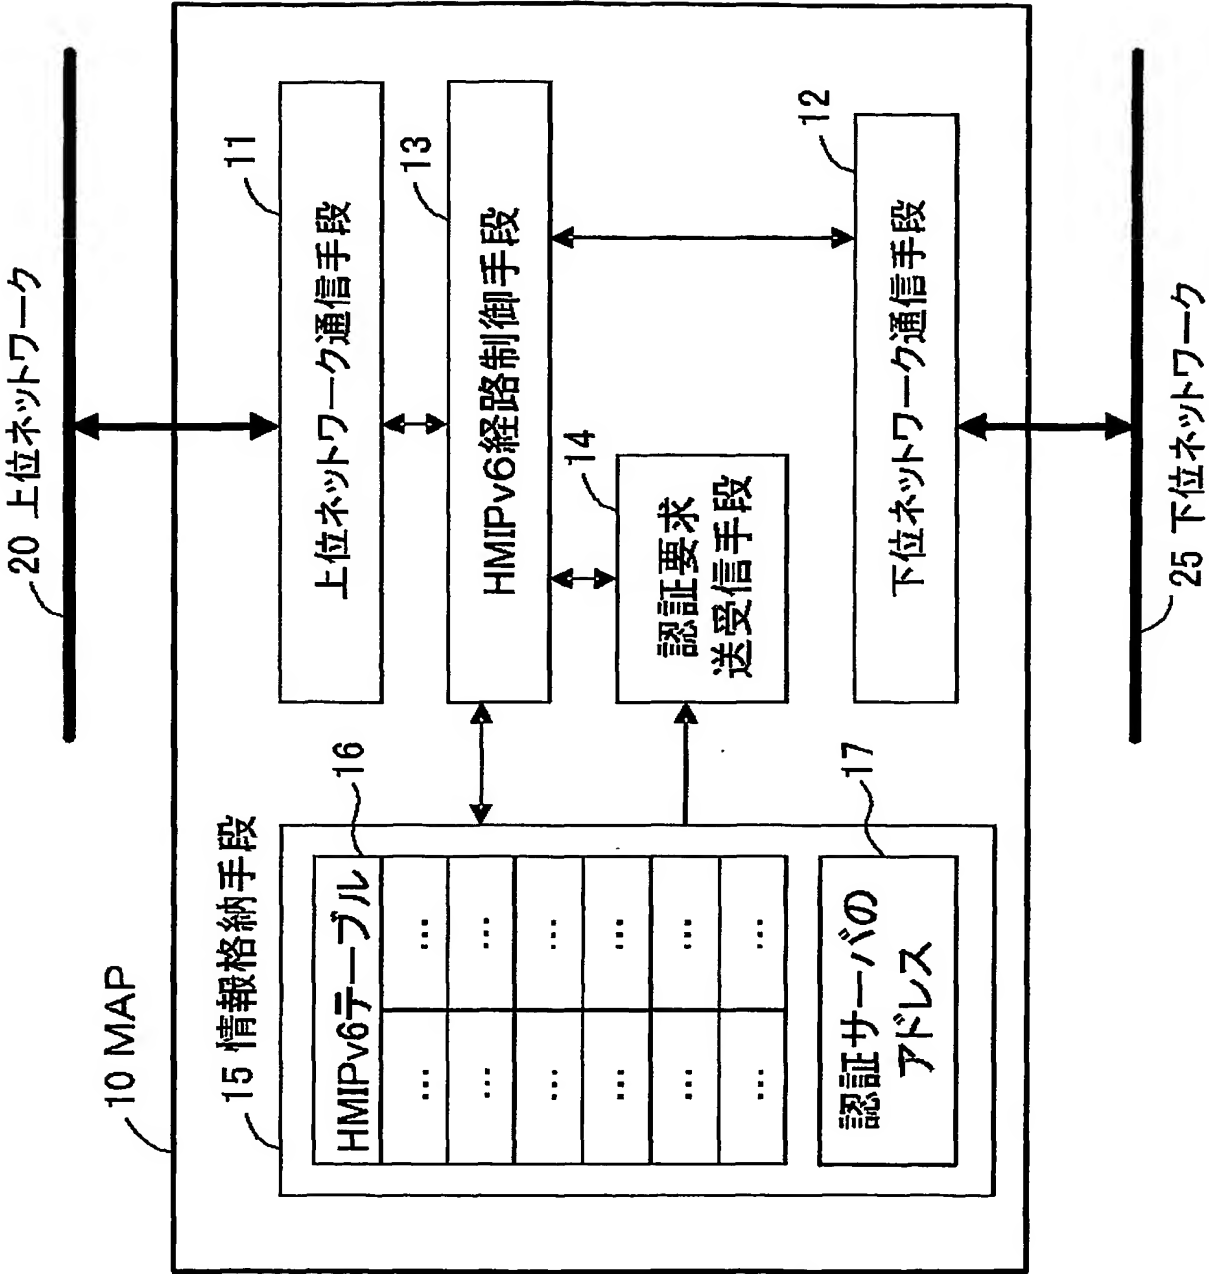 20 上位ネットワーク
10 MAP
11
上位ネットワーク通信手段
15 情報格納手段
16
HMIPv6テーブル
… …
… …
… …
… …
… …
… …
13
HMIPv6経路制御手段
14
認証要求
送受信手段
17
認証サーバの
アドレス
12
下位ネットワーク通信手段
25 下位ネットワーク